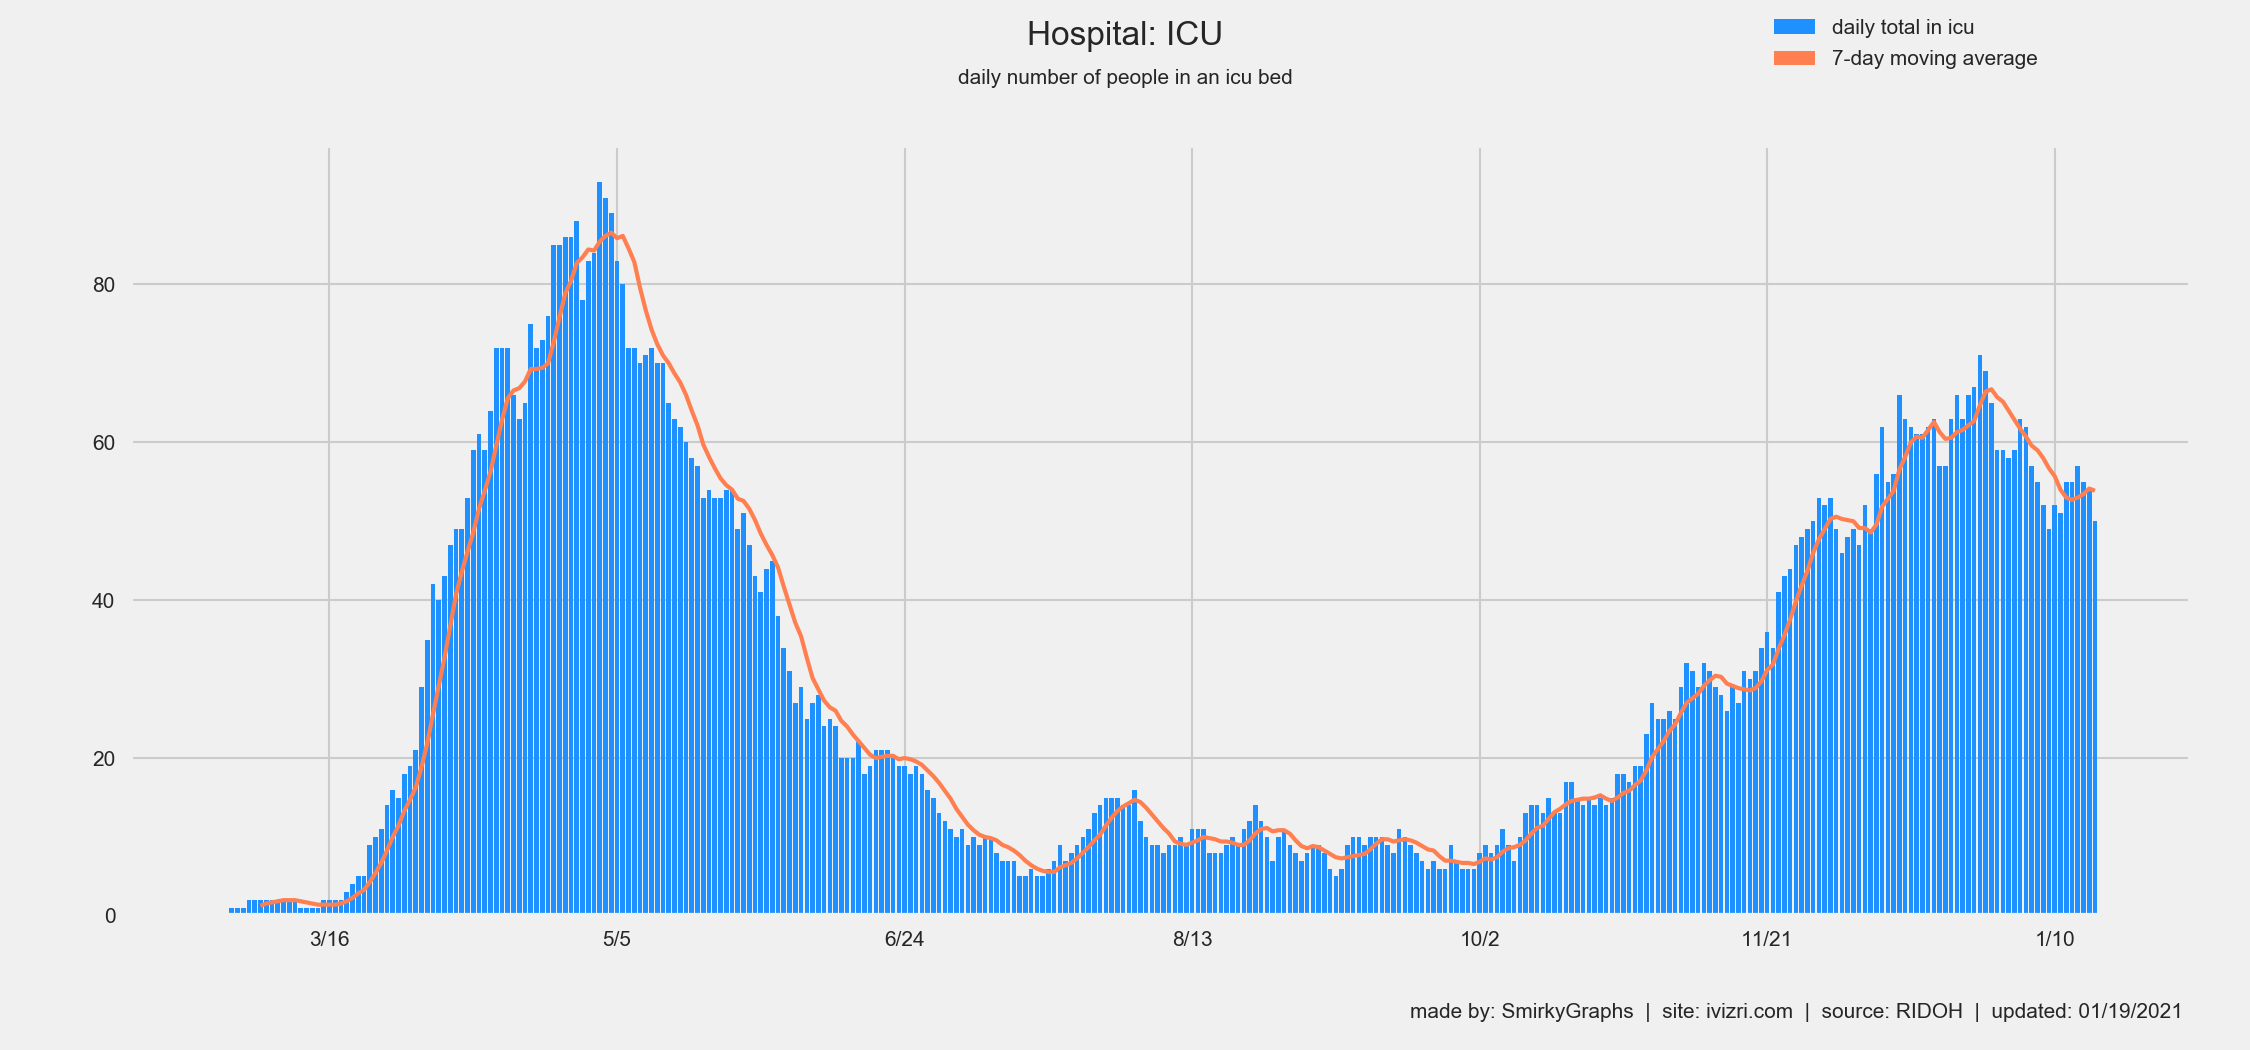 Hospital: ICU
daily number of people in an icu bed
daily total in icu
7-day moving average
80
60
40
20
0
3/16 5/5 6/24 8/13 10/2 11/21 1/10
made by: SmirkyGraphs | site: ivizri.com | source: RIDOH | updated: 01/19/2021